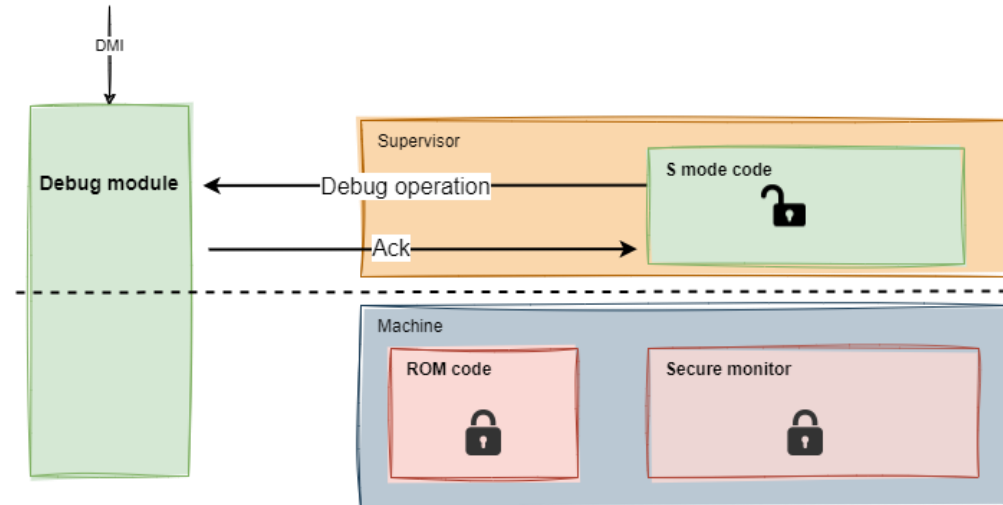 DMI
Supervisor
S mode code
Debug module
Debug operation
Ack
Machine
ROM code
Secure monitor